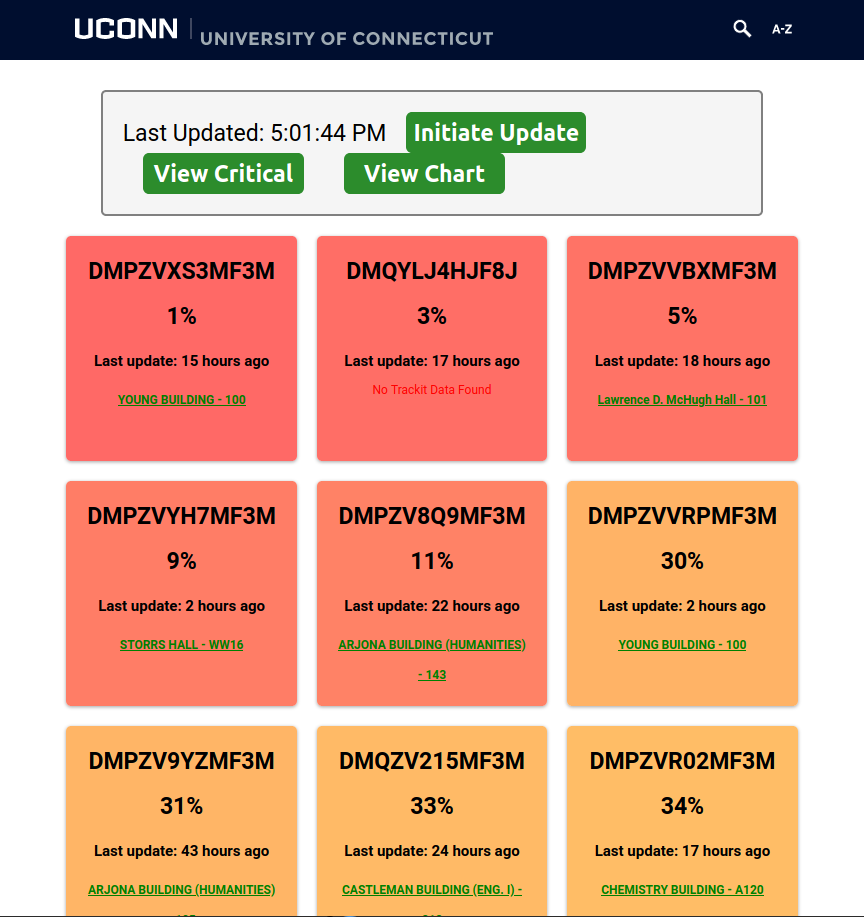 UCONN
UNIVERSITY OF CONNECTICUT
A-Z
Last Updated: 5:01:44 PM
Initiate Update
View Critical
View Chart
DMPZVXS3MF3M
1%
Last update: 15 hours ago
YOUNG BUILDING - 100
DMQYLJ4HJF8J
3%
Last update: 17 hours ago
No Trackit Data Found
DMPZVVBXMF3M
5%
Last update: 18 hours ago
Lawrence D. McHugh Hall - 101
DMPZVYH7MF3M
9%
Last update: 2 hours ago
STORRS HALL - WW16
DMPZV8Q9MF3M
11%
Last update: 22 hours ago
ARJONA BUILDING (HUMANITIES)
- 143
DMPZVVRPMF3M
30%
Last update: 2 hours ago
YOUNG BUILDING - 100
DMPZV9YZMF3M
31%
Last update: 43 hours ago
ARJONA BUILDING (HUMANITIES)
DMQZV215MF3M
33%
Last update: 24 hours ago
CASTLEMAN BUILDING (ENG. I) -
DMPZVR02MF3M
34%
Last update: 17 hours ago
CHEMISTRY BUILDING - A120